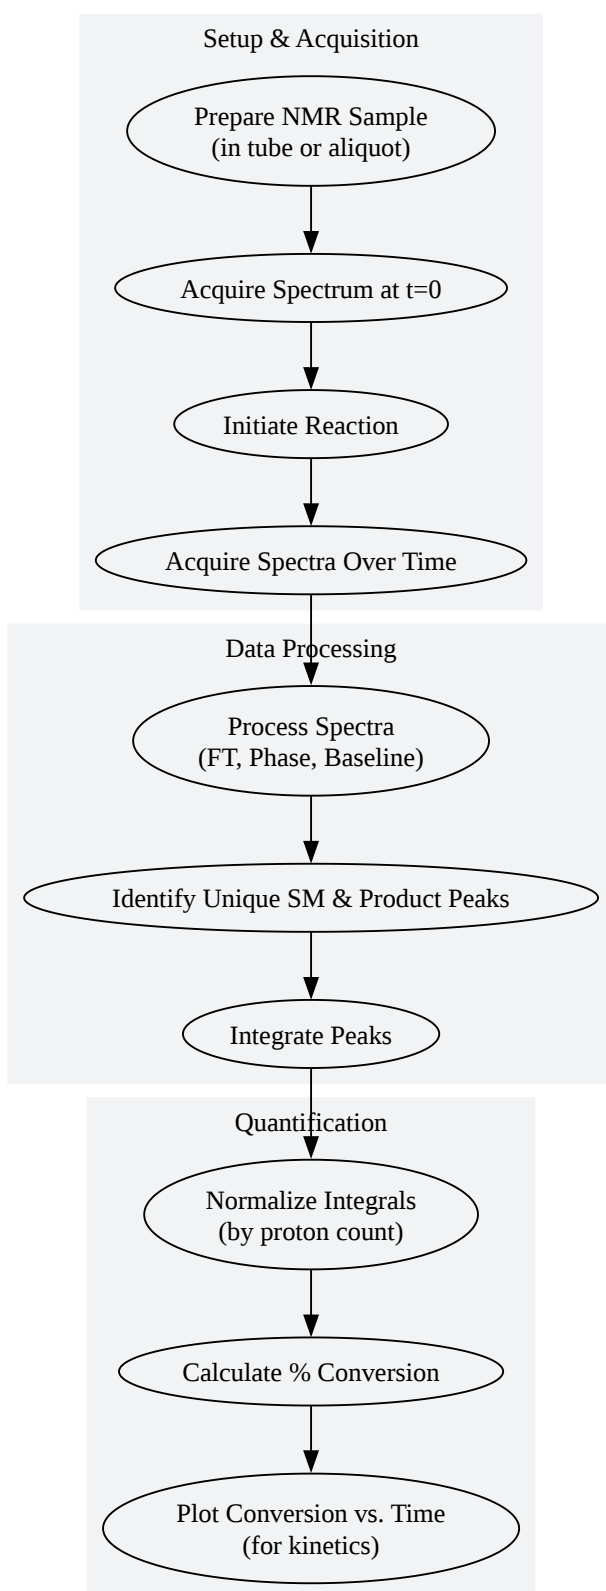 Setup & Acquisition
Prepare NMR Sample
(in tube or aliquot)
Acquire Spectrum at t=0
Initiate Reaction
Acquire Spectra Over Time
Data Processing
Process Spectra
(FT, Phase, Baseline)
Identify Unique SM & Product Peaks
Integrate Peaks
Quantification
Normalize Integrals
(by proton count)
Calculate % Conversion
Plot Conversion vs. Time
(for kinetics)